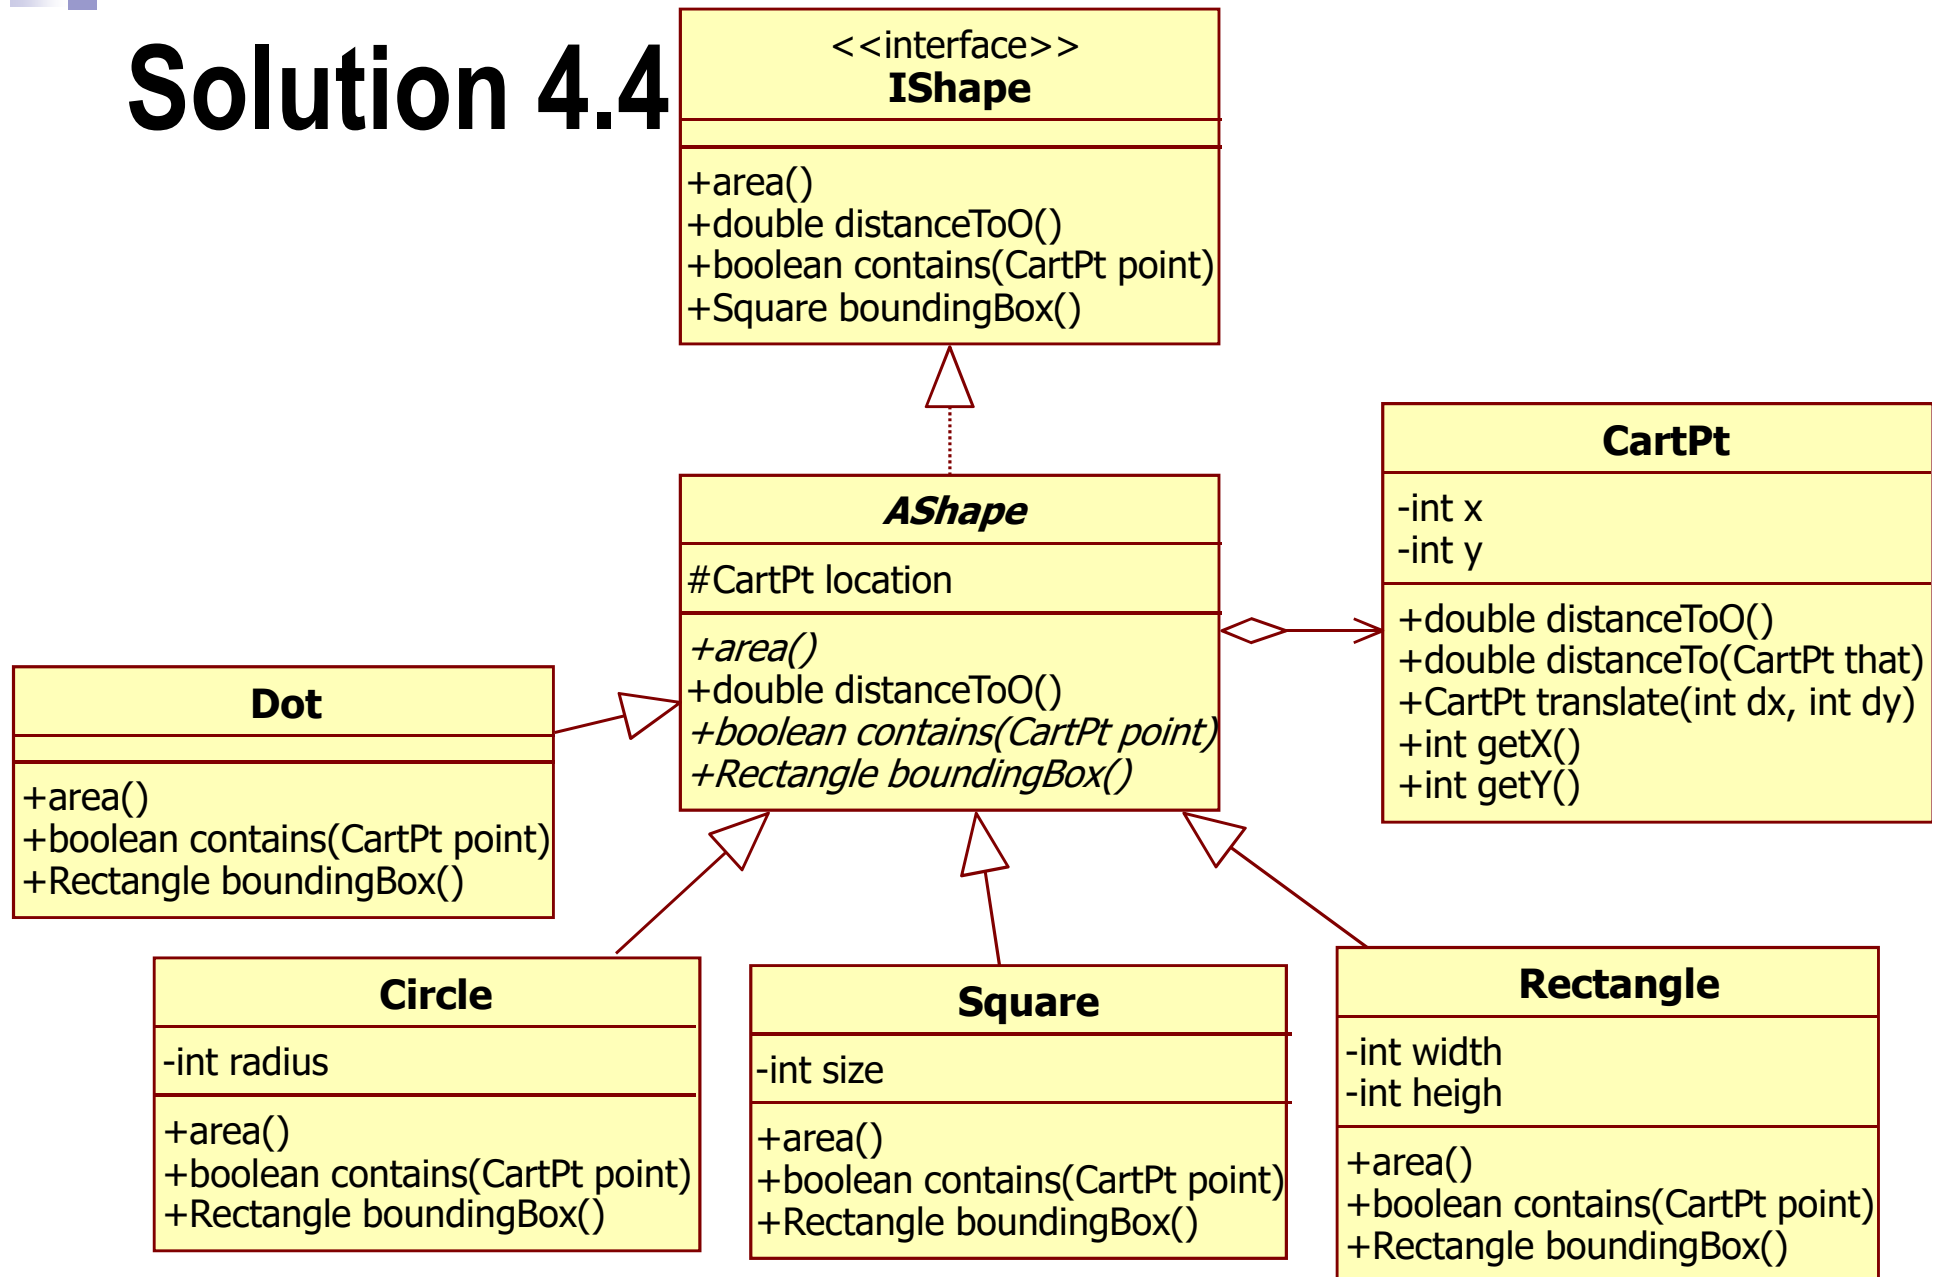 Solution 4.4
<<interface>>
IShape
+area()
+double distanceToO()
+boolean contains(CartPt point)
+Square boundingBox()
AShape
#CartPt location
+area()
+double distanceToO()
+boolean contains(CartPt point)
+Rectangle boundingBox()
CartPt
-int x
-int y
+double distanceToO()
+double distanceTo(CartPt that)
+CartPt translate(int dx, int dy)
+int getX()
+int getY()
Dot
+area()
+boolean contains(CartPt point)
+Rectangle boundingBox()
Circle
-int radius
+area()
+boolean contains(CartPt point)
+Rectangle boundingBox()
Square
-int size
+area()
+boolean contains(CartPt point)
+Rectangle boundingBox()
Rectangle
-int width
-int heigh
+area()
+boolean contains(CartPt point)
+Rectangle boundingBox()